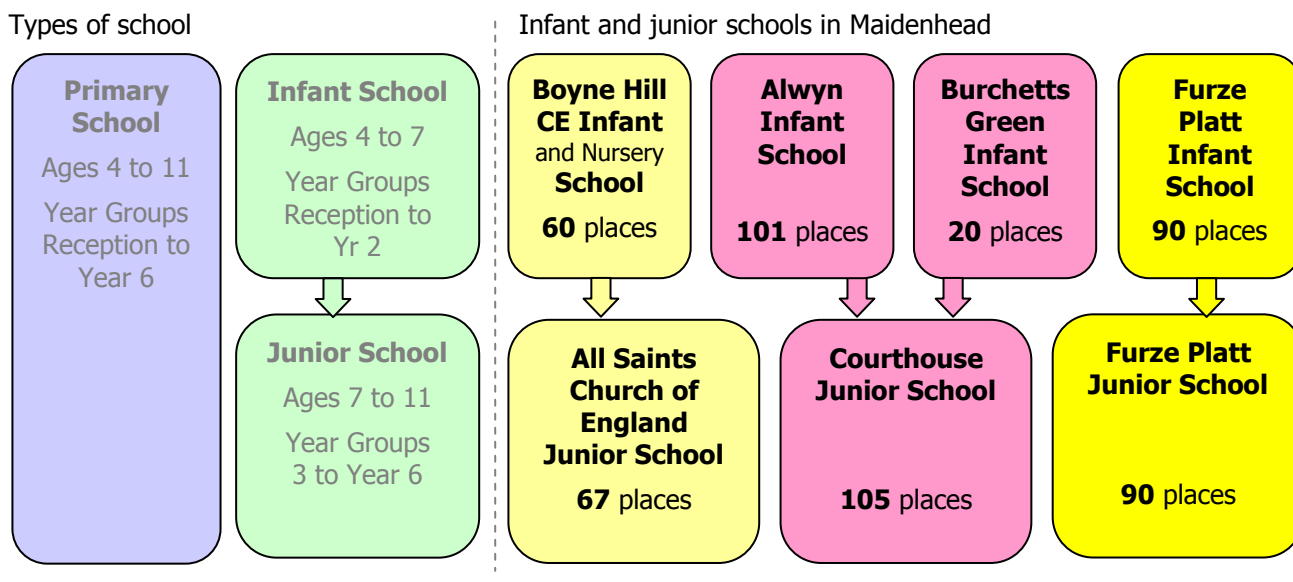 Types of school
Primary
School
Ages 4 to 11
Year Groups
Reception to
Year 6
Infant School
Ages 4 to 7
Year Groups
Reception to
Yr 2
Junior School
Ages 7 to 11
Year Groups
3 to Year 6
Infant and junior schools in Maidenhead
Boyne Hill
CE Infant
and Nursery
School
60 places
Alwyn
Infant
School
101 places
Burchetts
Green
Infant
School
20 places
Furze
Platt
Infant
School
90 places
All Saints
Church of
England
Junior School
67 places
Courthouse
Junior School
105 places
Furze Platt
Junior School
90 places